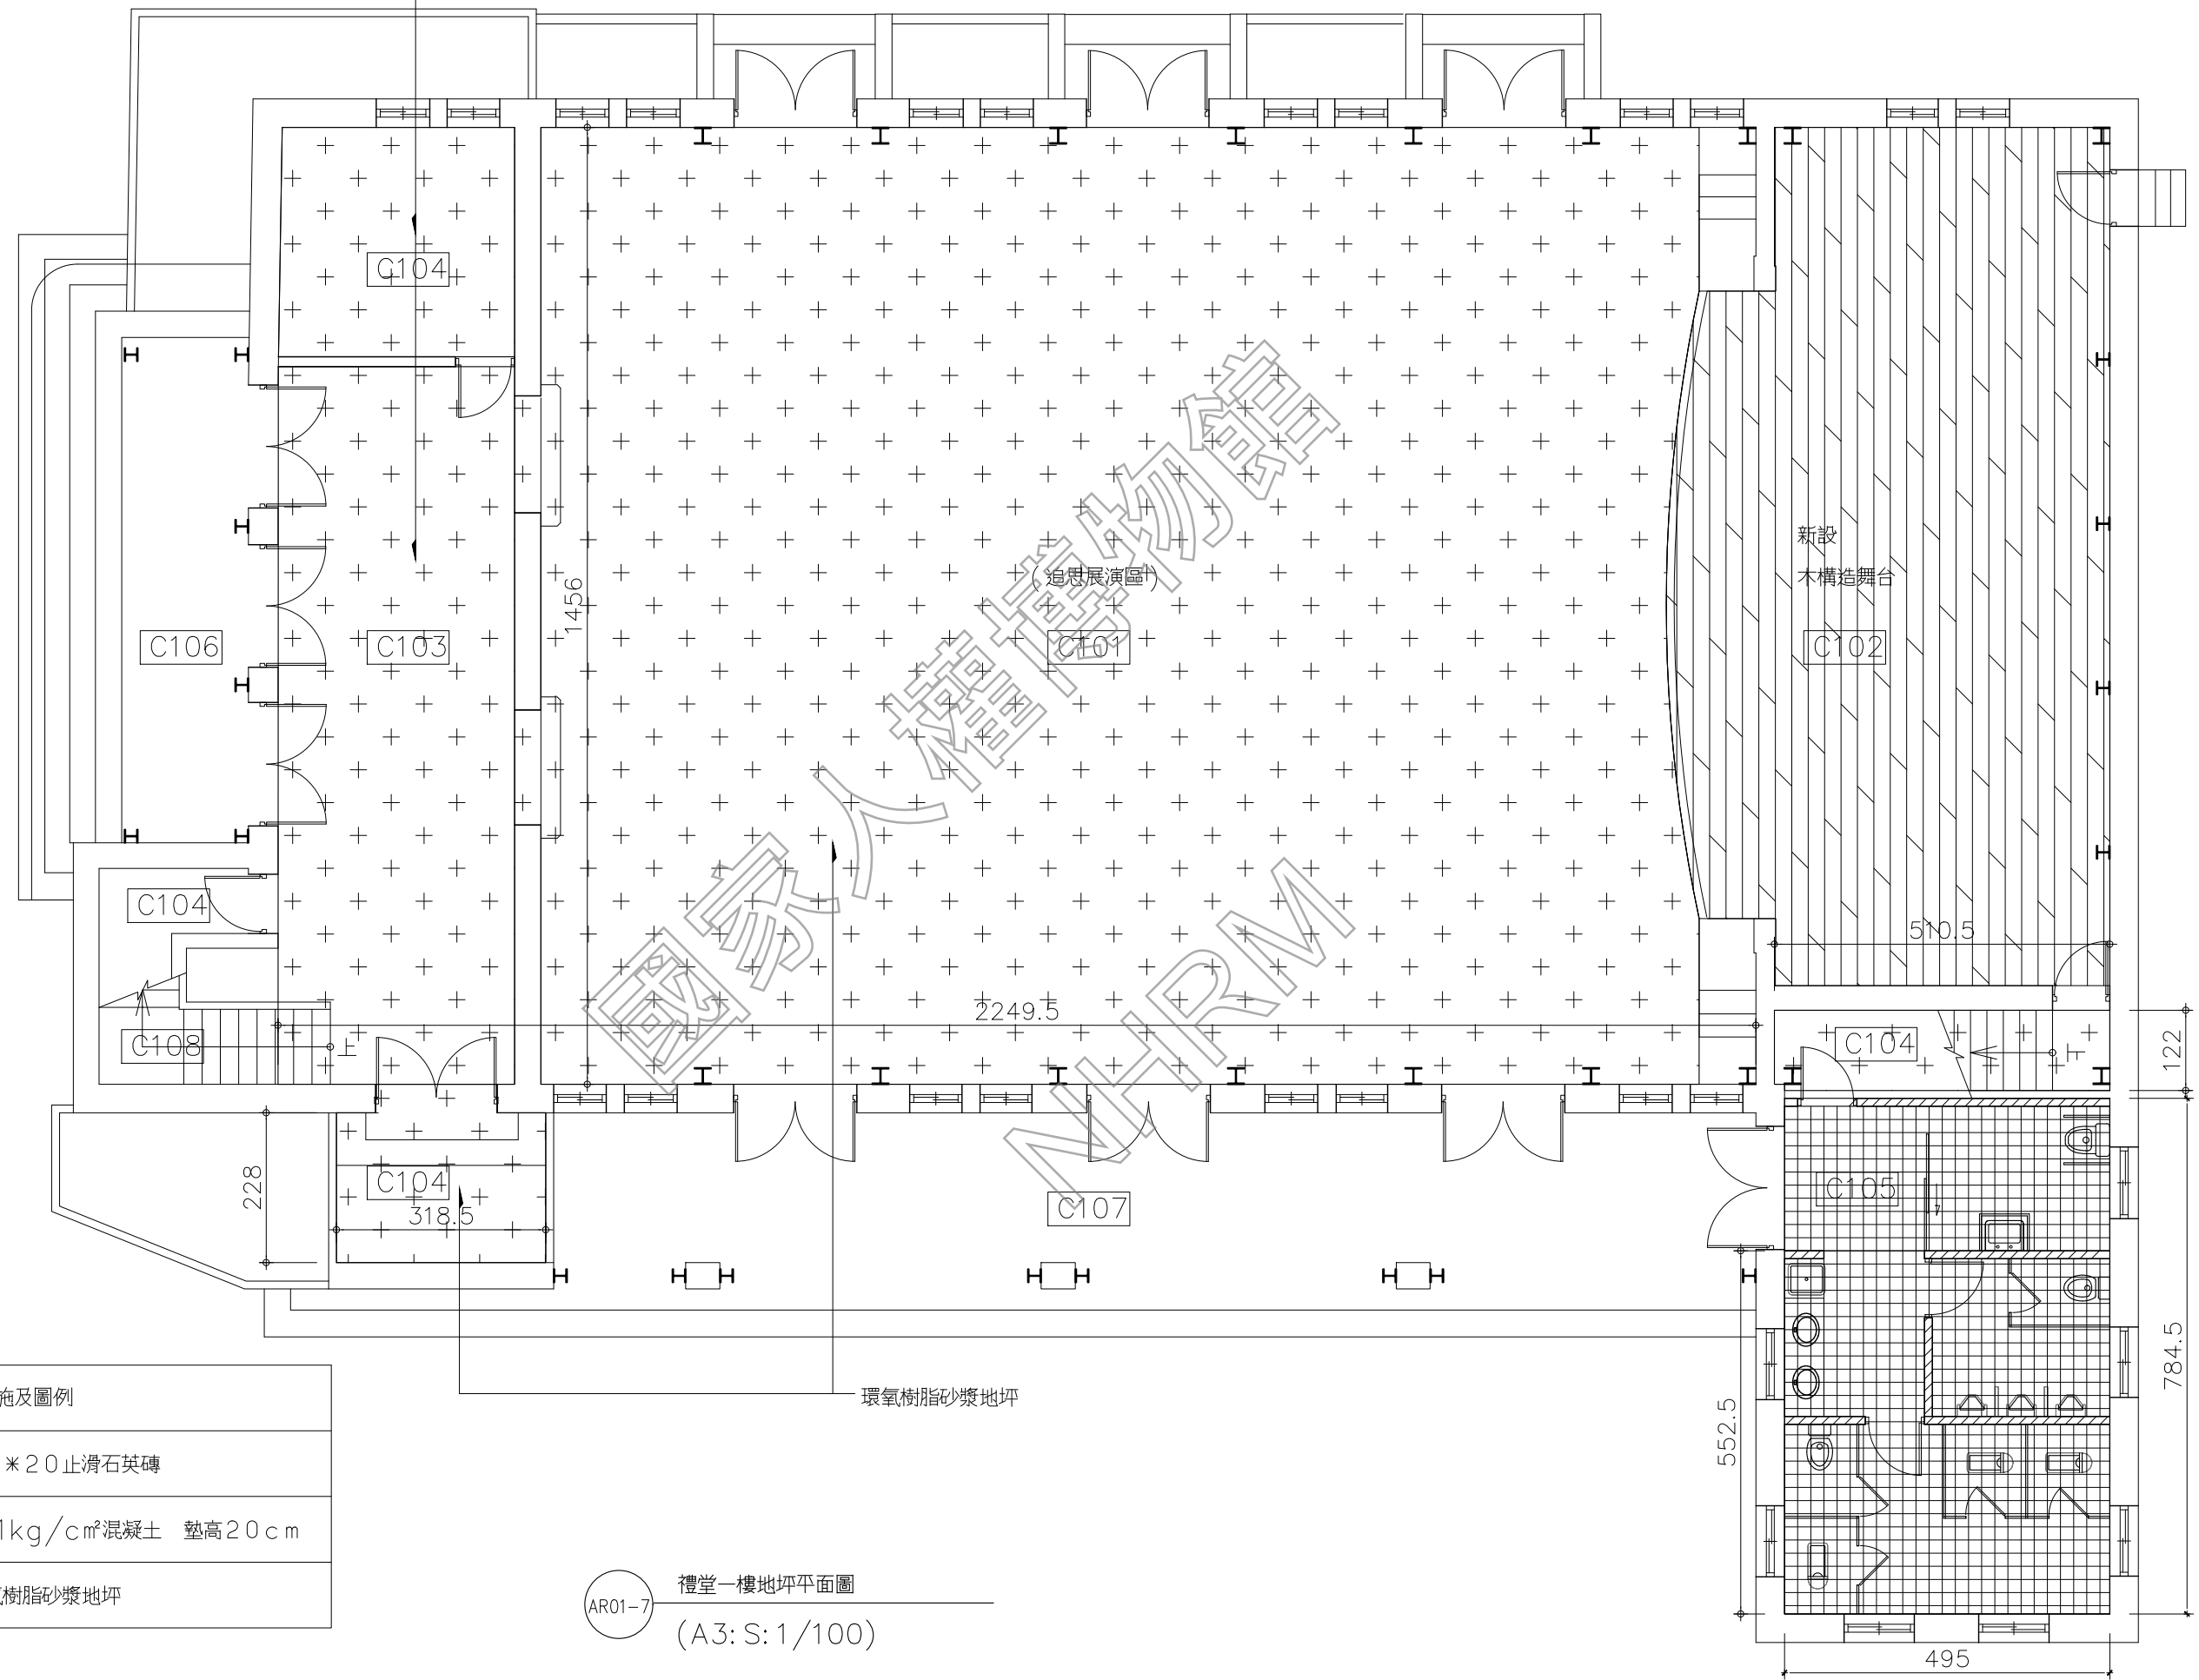 C104
新設
木構造舞台
(追思展演區)
1456
C106
C103
C101
C102
國家人權博物館
NHRM
C104
510.5
2249.5
C108
上
C104
上
122
C105
228
C104
318.5
C107
784.5
552.5
495
環氧樹脂砂漿地坪
施及圖例
*20止滑石英磚
1kg/cm²混凝土 墊高20cm
樹脂砂漿地坪
AR01-7
禮堂一樓地坪平面圖
(A3:S:1/100)